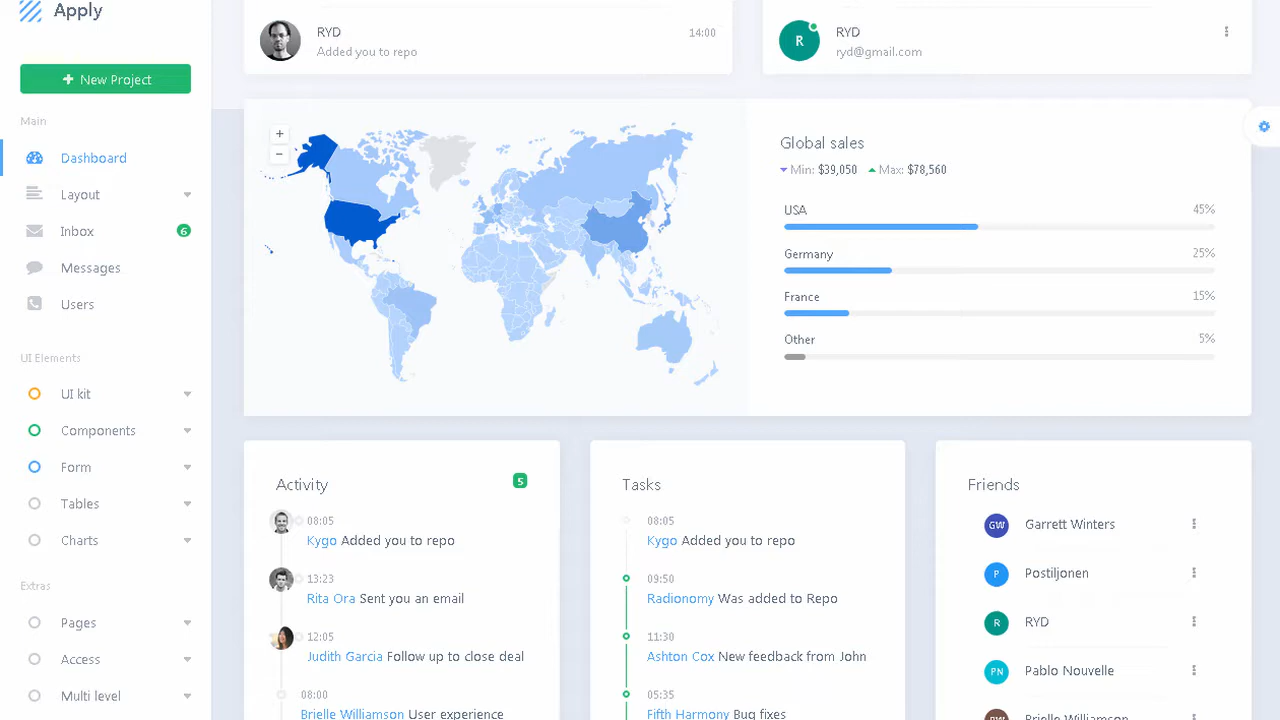 Apply
New Project
Main
Dashboard
Layout
Inbox 6
Messages
Users
UI Elements
UI kit
Components
Form
Tables
Charts
Extras
Pages
Access
Multi level
RYD 14:00
Added you to repo
R RYD
ryd@gmail.com
+
−
Global sales
Min: $39,050 Max: $78,560
USA 45%
Germany 25%
France 15%
Other 5%
Activity 5
08:05
Kygo Added you to repo
13:23
Rita Ora Sent you an email
12:05
Judith Garcia Follow up to close deal
08:00
Brielle Williamson User experience
Tasks
08:05
Kygo Added you to repo
09:50
Radionomy Was added to Repo
11:30
Ashton Cox New feedback from John
05:35
Fifth Harmony Bug fixes
Friends
GW Garrett Winters
P Postiljonen
R RYD
PN Pablo Nouvelle
Brielle Williamson